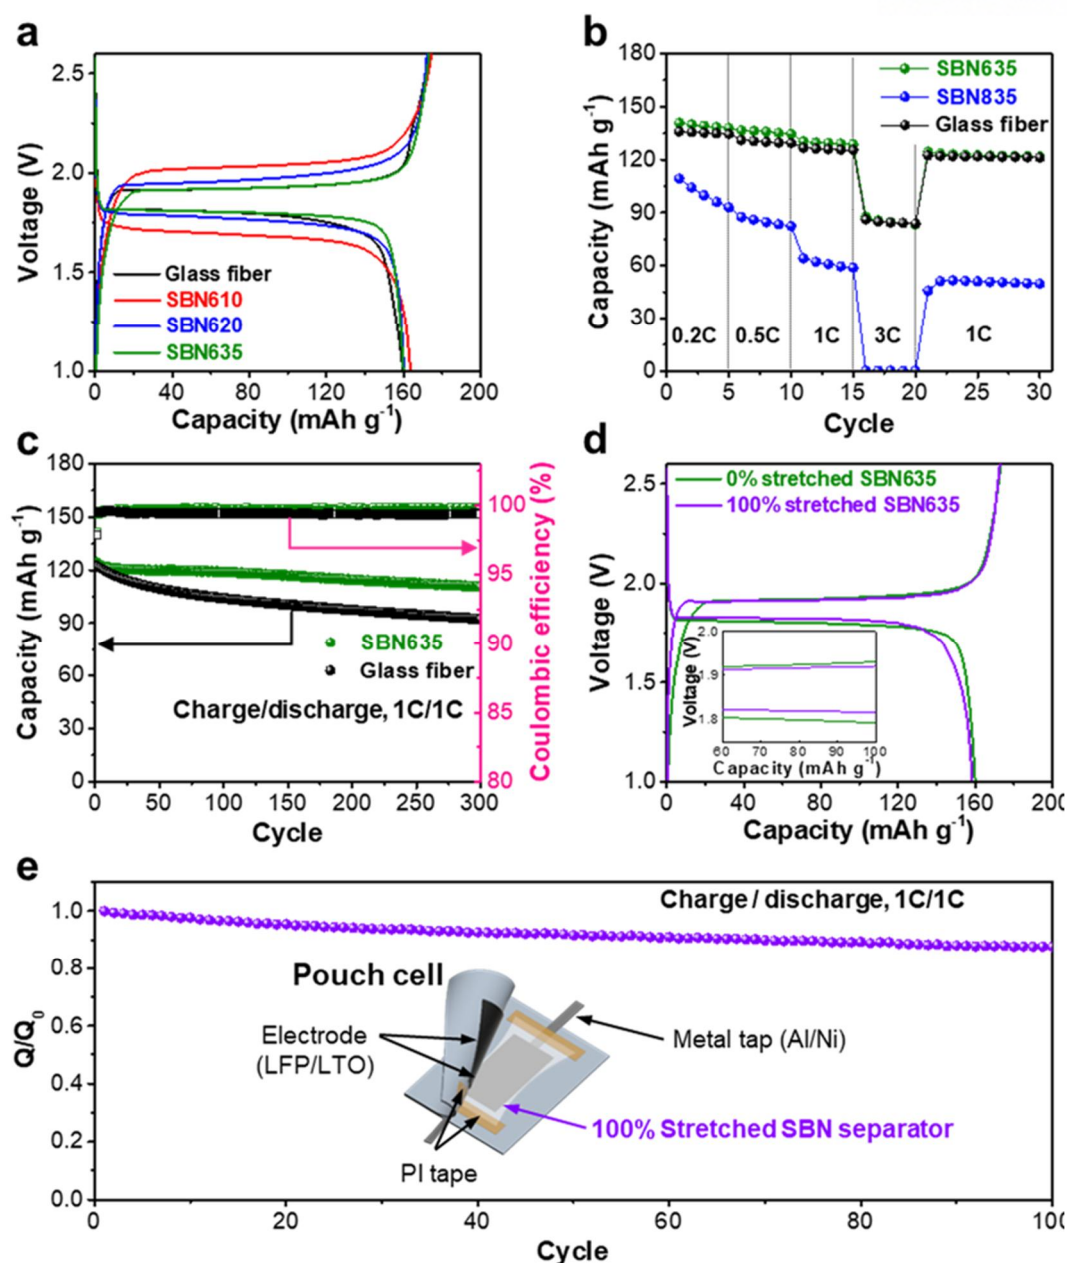 a
2.5
2.0
1.5
1.0
Voltage (V)
Glass fiber
SBN610
SBN620
SBN635
0 40 80 120 160 200
Capacity (mAh g⁻¹)
b
180
150
120
90
60
30
0
Capacity (mAh g⁻¹)
SBN635
SBN835
Glass fiber
0.2C 0.5C 1C 3C 1C
0 5 10 15 20 25 30
Cycle
c
180
150
120
90
60
30
0
Capacity (mAh g⁻¹)
100
95
90
85
80
Coulombic efficiency (%)
SBN635
Glass fiber
Charge/discharge, 1C/1C
0 50 100 150 200 250 300
Cycle
d
2.5
2.0
1.5
1.0
Voltage (V)
0% stretched SBN635
100% stretched SBN635
2.0
1.9
1.8
Voltage (V)
60 70 80 90 100
Capacity (mAh g⁻¹)
0 40 80 120 160 200
Capacity (mAh g⁻¹)
e
1.0
0.8
0.6
0.4
0.2
0.0
Q/Q₀
Charge / discharge, 1C/1C
Pouch cell
Electrode
(LFP/LTO)
Metal tap (Al/Ni)
100% Stretched SBN separator
PI tape
0 20 40 60 80 100
Cycle